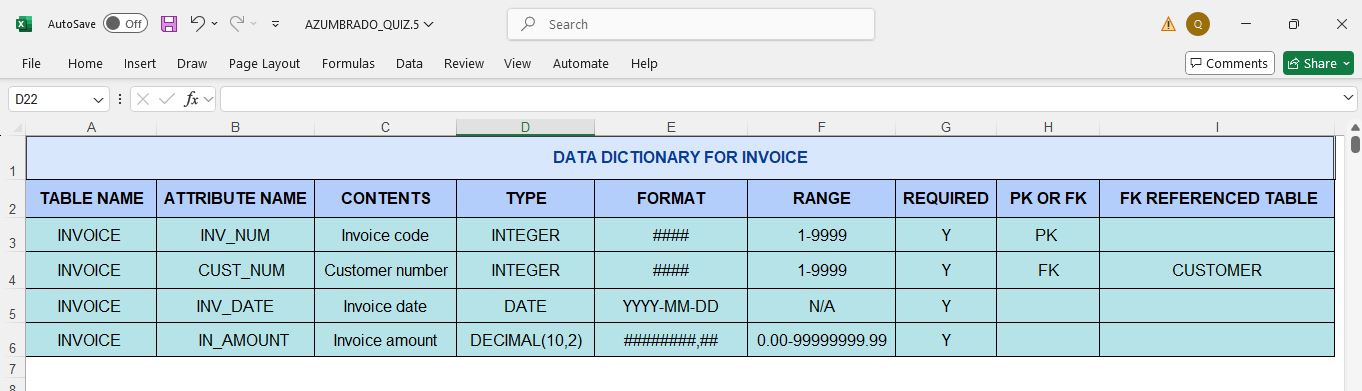 AutoSave Off AZUMBRADO_QUIZ.5 Search Q
File Home Insert Draw Page Layout Formulas Data Review View Automate Help Comments Share
D22 fx
A B C D E F G H I
1 DATA DICTIONARY FOR INVOICE
2 TABLE NAME ATTRIBUTE NAME CONTENTS TYPE FORMAT RANGE REQUIRED PK OR FK FK REFERENCED TABLE
3 INVOICE INV_NUM Invoice code INTEGER #### 1-9999 Y PK
4 INVOICE CUST_NUM Customer number INTEGER #### 1-9999 Y FK CUSTOMER
5 INVOICE INV_DATE Invoice date DATE YYYY-MM-DD N/A Y
6 INVOICE IN_AMOUNT Invoice amount DECIMAL(10,2) ########,## 0.00-99999999.99 Y
7
8